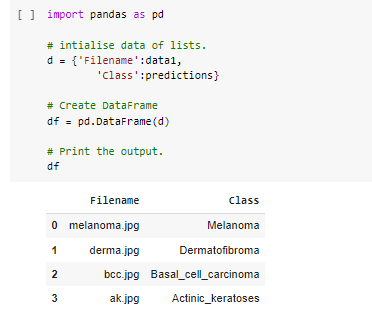 [ ] import pandas as pd
# intialise data of lists.
d = {'Filename':data1,
'Class':predictions}
# Create DataFrame
df = pd.DataFrame(d)
# Print the output.
df
Filename Class
0 melanoma.jpg Melanoma
1 derma.jpg Dermatofibroma
2 bcc.jpg Basal_cell_carcinoma
3 ak.jpg Actinic_keratoses